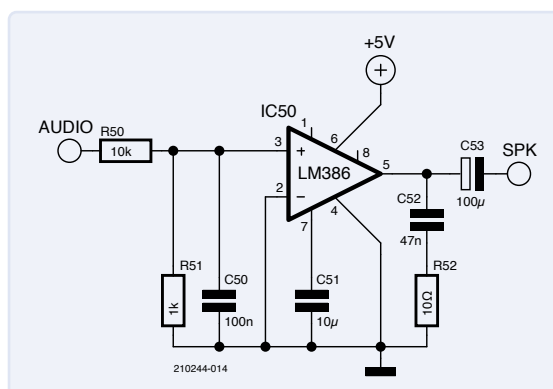 +5V
IC50
AUDIO
R50
10k
1
6
8
3
+
LM386
5
2
–
4
7
C53
100µ
SPK
C52
47n
R51
1k
C50
100n
C51
10µ
R52
10Ω
210244-014